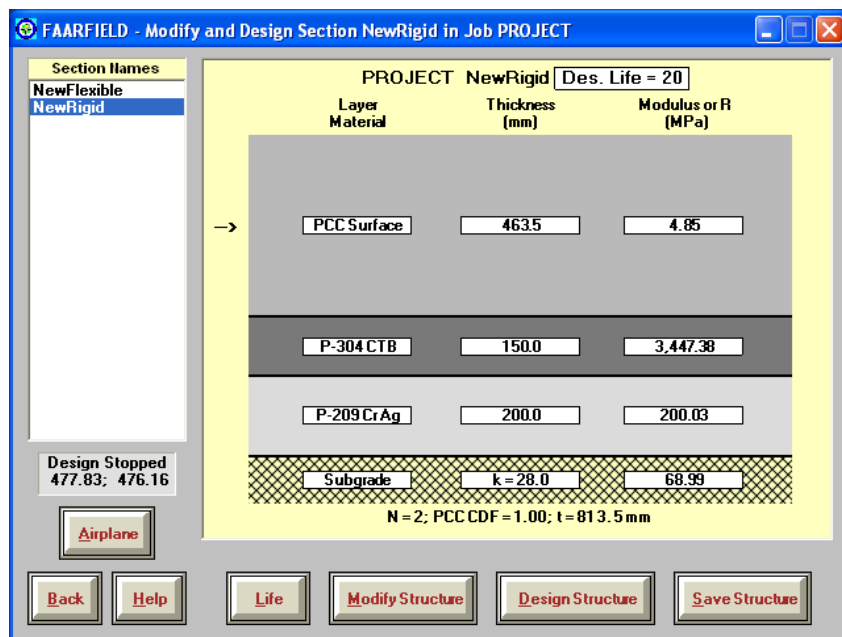 FAARFIELD - Modify and Design Section NewRigid in Job PROJECT
Section Names
NewFlexible
NewRigid
PROJECT NewRigid Des. Life = 20
Layer Material Thickness (mm) Modulus or R (MPa)
-->
PCC Surface 463.5 4.85
P-304 CTB 150.0 3,447.38
P-209 Cr Ag 200.0 200.03
Subgrade k = 28.0 68.99
N = 2; PCC CDF = 1.00; t = 813.5 mm
Design Stopped
477.83; 476.16
Airplane
Back Help Life Modify Structure Design Structure Save Structure